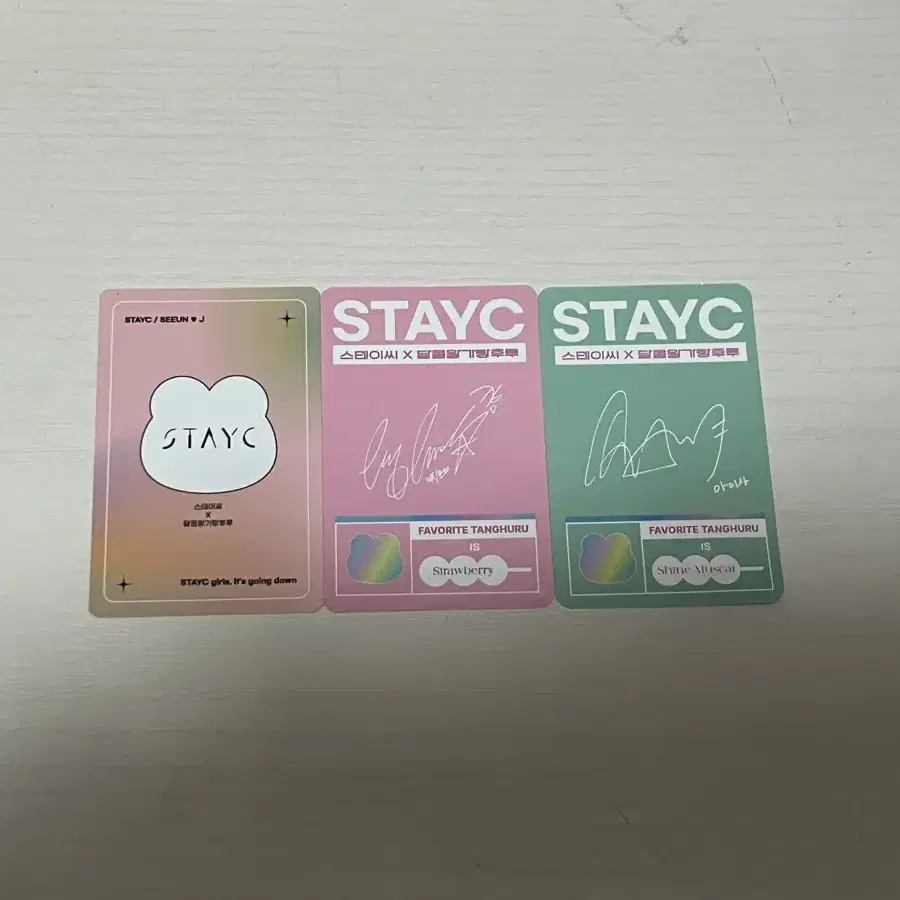 STAYC / SEEUN ♥ J
STAYC
스테이씨
X
달콤왕가탕후루
STAYC girls, it's going down
STAYC
스테이씨 X 달콤왕가탕후루
FAVORITE TANGHURU
IS
Strawberry
STAYC
스테이씨 X 달콤왕가탕후루
아이사
FAVORITE TANGHURU
IS
Shine Muscat